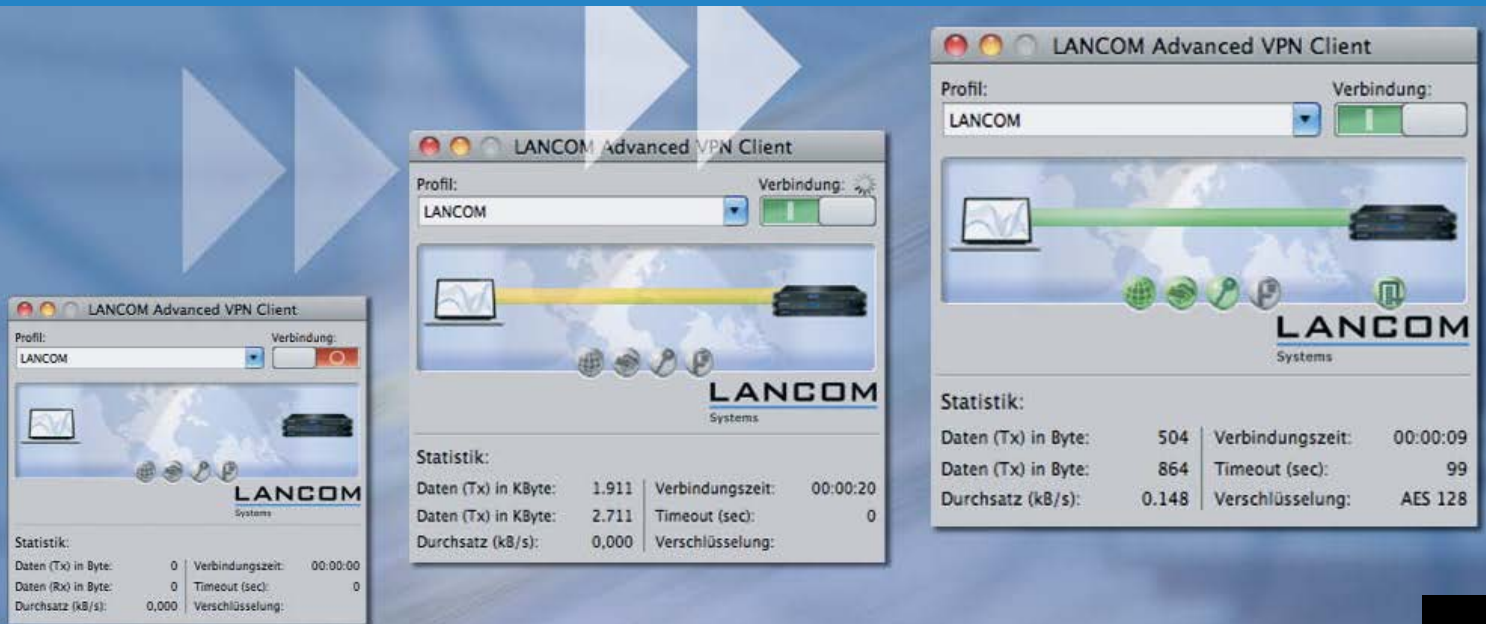 LANCOM Advanced VPN Client
Profil: Verbindung:
LANCOM
LANCOM
Systems
Statistik:
Daten (Tx) in Byte: 0 Verbindungszeit: 00:00:00
Daten (Rx) in Byte: 0 Timeout (sec): 0
Durchsatz (kB/s): 0,000 Verschlüsselung:
LANCOM Advanced VPN Client
Profil: Verbindung:
LANCOM
LANCOM
Systems
Statistik:
Daten (Tx) in KByte: 1.911 Verbindungszeit: 00:00:20
Daten (Tx) in KByte: 2.711 Timeout (sec): 0
Durchsatz (kB/s): 0,000 Verschlüsselung:
LANCOM Advanced VPN Client
Profil: Verbindung:
LANCOM
LANCOM
Systems
Statistik:
Daten (Tx) in Byte: 504 Verbindungszeit: 00:00:09
Daten (Tx) in Byte: 864 Timeout (sec): 99
Durchsatz (kB/s): 0.148 Verschlüsselung: AES 128